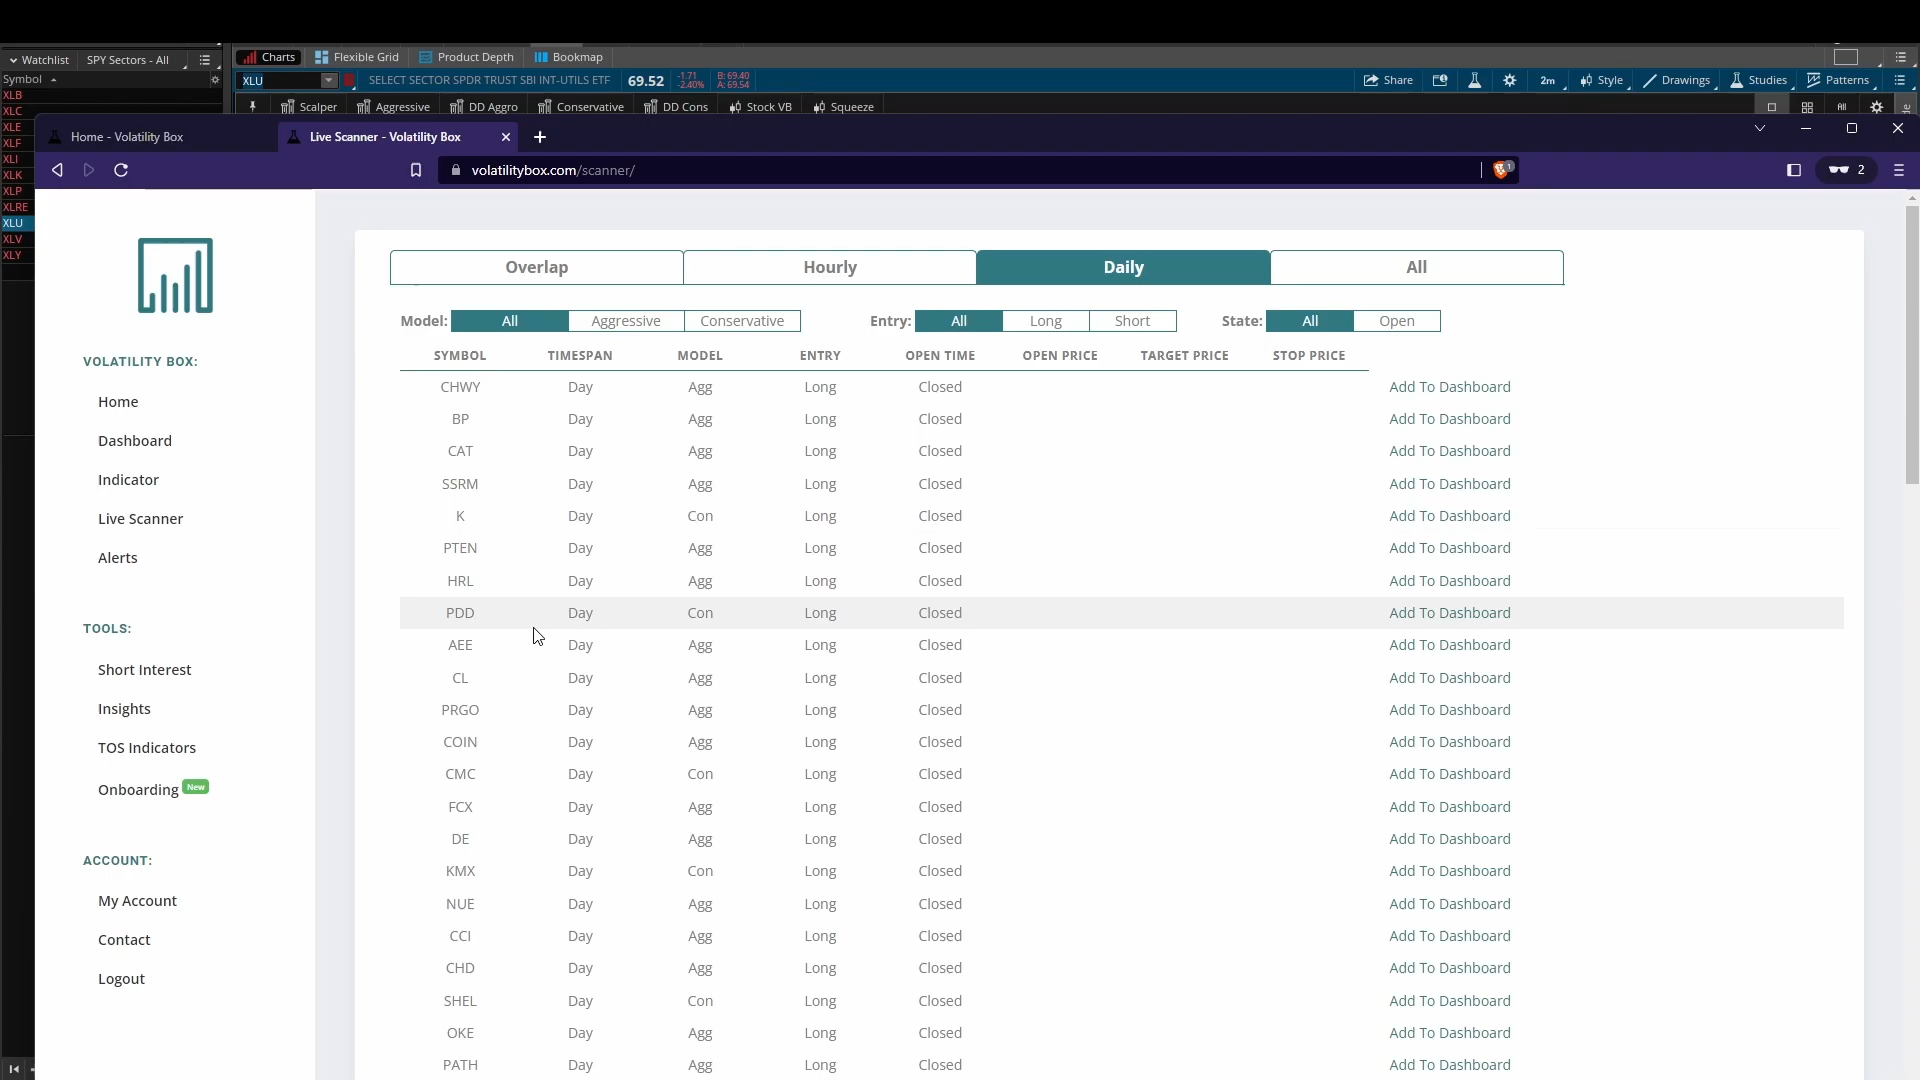 Watchlist SPY Sectors - All
Charts Flexible Grid Product Depth Bookmap
Symbol
XLU SELECT SECTOR SPDR TRUST SBI INT-UTILS ETF 69.52 -1.71 -2.40% B: 69.40 A: 69.54 Share 2m Style Drawings Studies Patterns
Scalper Aggressive DD Aggro Conservative DD Cons Stock VB Squeeze All
XLB
XLC
XLE
XLF
XLI
XLK
XLP
XLRE
XLU
XLV
XLY
Home - Volatility Box Live Scanner - Volatility Box
volatilitybox.com/scanner/ 1 2
VOLATILITY BOX:
Home
Dashboard
Indicator
Live Scanner
Alerts
TOOLS:
Short Interest
Insights
TOS Indicators
Onboarding New
ACCOUNT:
My Account
Contact
Logout
Overlap Hourly Daily All
Model: All Aggressive Conservative Entry: All Long Short State: All Open
SYMBOL TIMESPAN MODEL ENTRY OPEN TIME OPEN PRICE TARGET PRICE STOP PRICE
CHWY Day Agg Long Closed Add To Dashboard
BP Day Agg Long Closed Add To Dashboard
CAT Day Agg Long Closed Add To Dashboard
SSRM Day Agg Long Closed Add To Dashboard
K Day Con Long Closed Add To Dashboard
PTEN Day Agg Long Closed Add To Dashboard
HRL Day Agg Long Closed Add To Dashboard
PDD Day Con Long Closed Add To Dashboard
AEE Day Agg Long Closed Add To Dashboard
CL Day Agg Long Closed Add To Dashboard
PRGO Day Agg Long Closed Add To Dashboard
COIN Day Agg Long Closed Add To Dashboard
CMC Day Con Long Closed Add To Dashboard
FCX Day Agg Long Closed Add To Dashboard
DE Day Agg Long Closed Add To Dashboard
KMX Day Con Long Closed Add To Dashboard
NUE Day Agg Long Closed Add To Dashboard
CCI Day Agg Long Closed Add To Dashboard
CHD Day Agg Long Closed Add To Dashboard
SHEL Day Con Long Closed Add To Dashboard
OKE Day Agg Long Closed Add To Dashboard
PATH Day Agg Long Closed Add To Dashboard